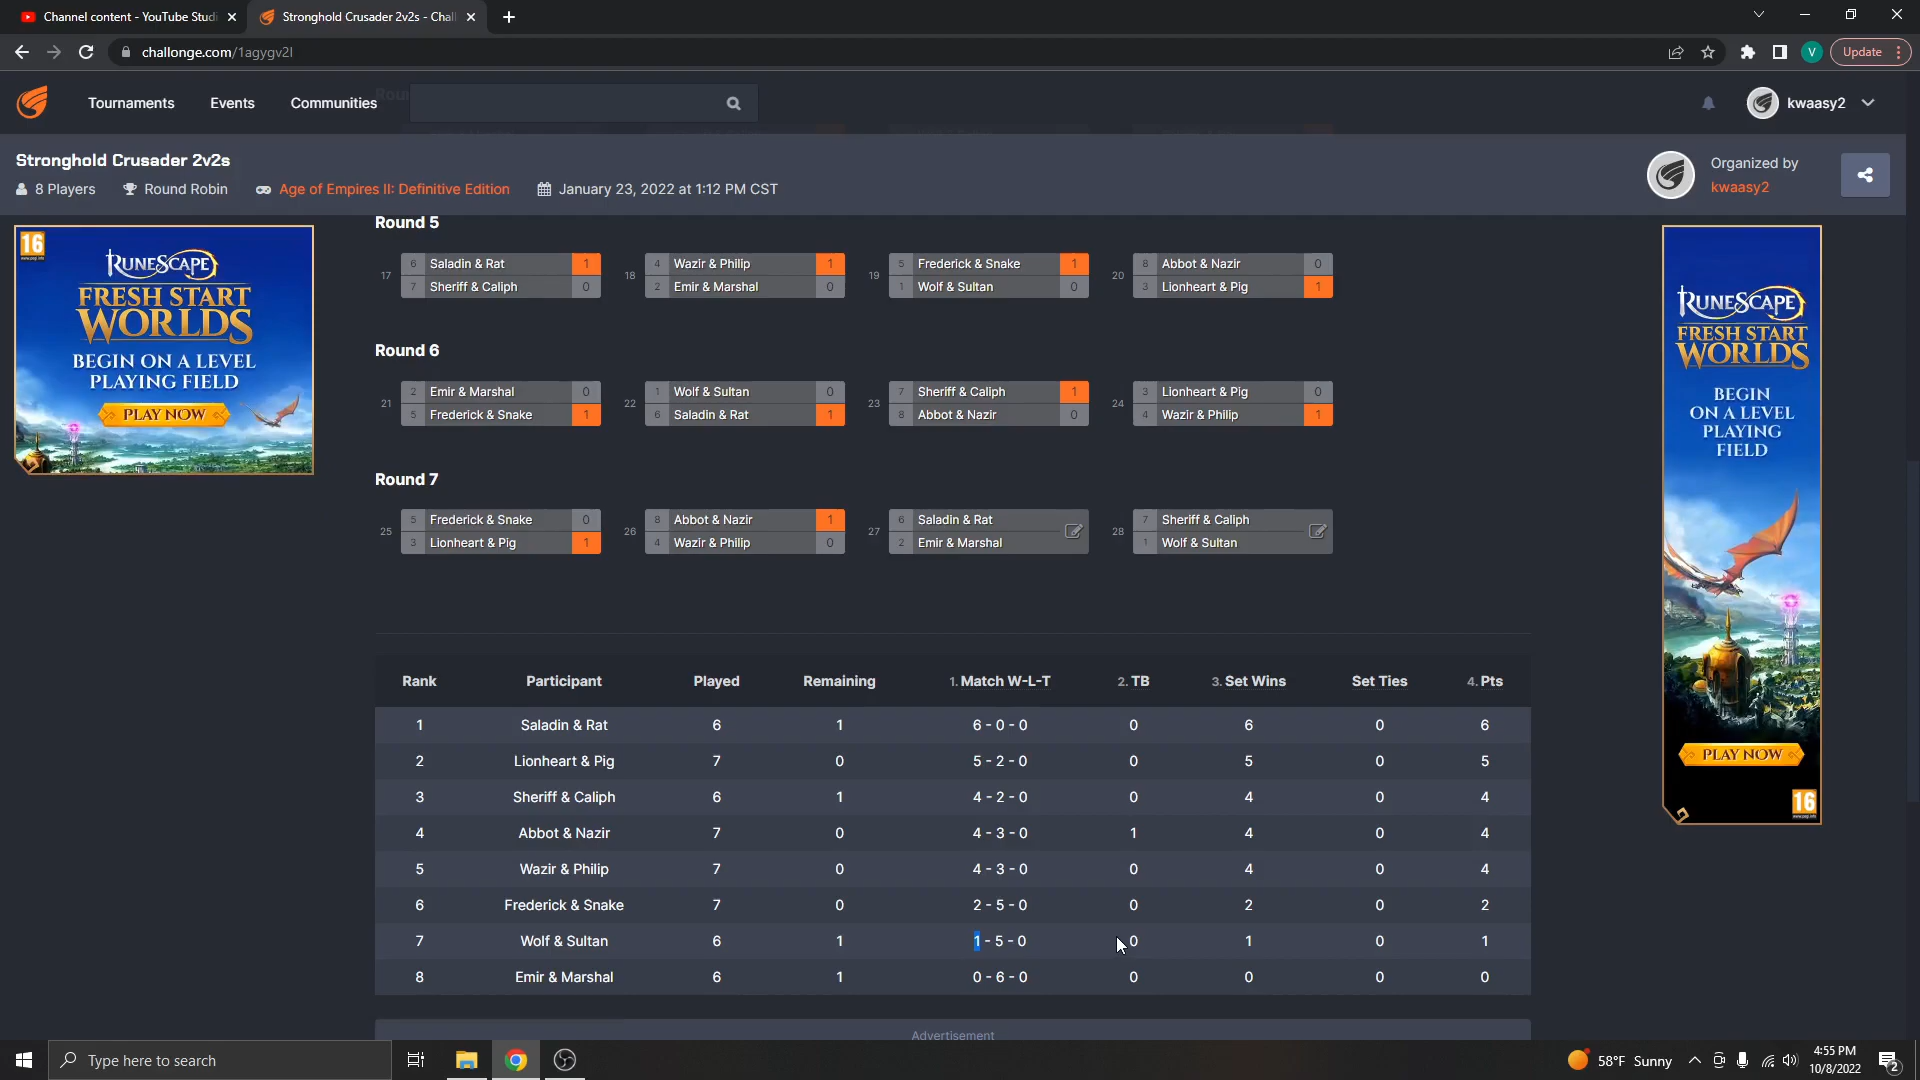 Channel content - YouTube Studi
Stronghold Crusader 2v2s - Chall
challonge.com/1agygv2l
V
Update
Tournaments
Events
Communities
kwaasy2
Stronghold Crusader 2v2s
8 Players
Round Robin
Age of Empires II: Definitive Edition
January 23, 2022 at 1:12 PM CST
Organized by
kwaasy2
16
RUNESCAPE
FRESH START
WORLDS
BEGIN ON A LEVEL
PLAYING FIELD
PLAY NOW
Round 5
17
6 Saladin & Rat 1
7 Sheriff & Caliph 0
18
4 Wazir & Philip 1
2 Emir & Marshal 0
19
5 Frederick & Snake 1
1 Wolf & Sultan 0
20
8 Abbot & Nazir 0
3 Lionheart & Pig 1
Round 6
21
2 Emir & Marshal 0
5 Frederick & Snake 1
22
1 Wolf & Sultan 0
6 Saladin & Rat 1
23
7 Sheriff & Caliph 1
8 Abbot & Nazir 0
24
3 Lionheart & Pig 0
4 Wazir & Philip 1
Round 7
25
5 Frederick & Snake 0
3 Lionheart & Pig 1
26
8 Abbot & Nazir 1
4 Wazir & Philip 0
27
6 Saladin & Rat
2 Emir & Marshal
28
7 Sheriff & Caliph
1 Wolf & Sultan
Rank Participant Played Remaining 1. Match W-L-T 2. TB 3. Set Wins Set Ties 4. Pts
1 Saladin & Rat 6 1 6 - 0 - 0 0 6 0 6
2 Lionheart & Pig 7 0 5 - 2 - 0 0 5 0 5
3 Sheriff & Caliph 6 1 4 - 2 - 0 0 4 0 4
4 Abbot & Nazir 7 0 4 - 3 - 0 1 4 0 4
5 Wazir & Philip 7 0 4 - 3 - 0 0 4 0 4
6 Frederick & Snake 7 0 2 - 5 - 0 0 2 0 2
7 Wolf & Sultan 6 1 1 - 5 - 0 0 1 0 1
8 Emir & Marshal 6 1 0 - 6 - 0 0 0 0 0
Advertisement
RUNESCAPE
FRESH START
WORLDS
BEGIN
ON A LEVEL
PLAYING
FIELD
PLAY NOW
16
Type here to search
58°F Sunny
4:55 PM
10/8/2022
2